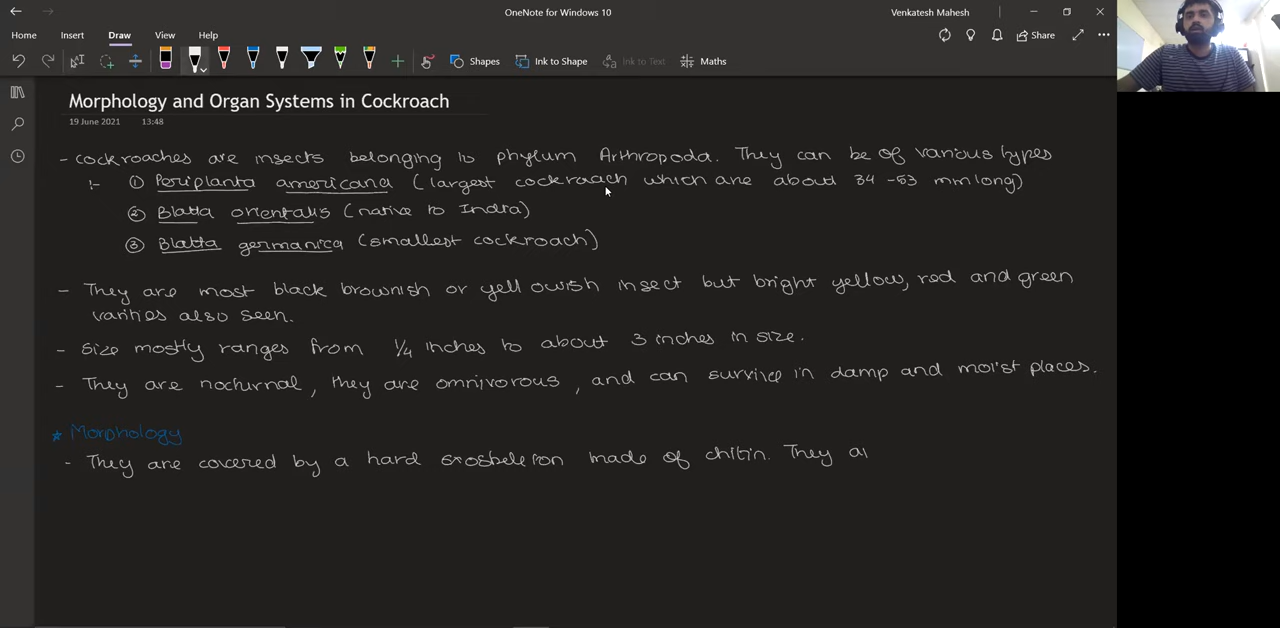 OneNote for Windows 10
Venkatesh Mahesh
Home Insert Draw View Help
Share
Shapes
Ink to Shape
Ink to Text
Maths
Morphology and Organ Systems in Cockroach
19 June 2021 13:48
- Cockroaches are insects belonging to phylum Arthropoda. They can be of various types
:- ① Periplanta americana (largest cockroach which are about 34 -53 mm long)
② Blatta orientalis (native to India)
③ Blatta germanica (smallest cockroach)
- They are most black brownish or yellowish insect but bright yellow, red and green
varities also seen.
- Size mostly ranges from 1/4 inches to about 3 inches in size.
- They are nocturnal, they are omnivorous, and can survive in damp and moist places.
* Morphology
- They are covered by a hard exoskeleton made of chitin. They a